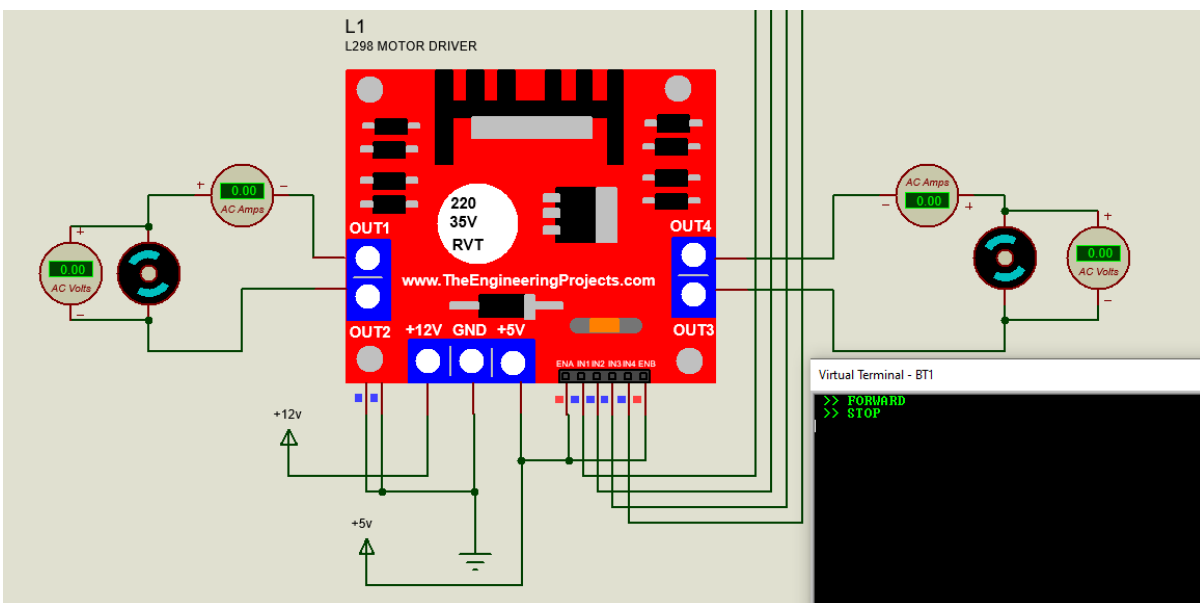 L1
L298 MOTOR DRIVER
220
35V
RVT
OUT1
OUT4
www.TheEngineeringProjects.com
OUT2
+12V GND +5V
OUT3
ENA IN1 IN2 IN3 IN4 ENB
+ 0.00 −
AC Amps
+
0.00
AC Volts
−
AC Amps
− 0.00 +
+
0.00
AC Volts
−
+12v
+5v
Virtual Terminal - BT1
>> FORWARD
>> STOP